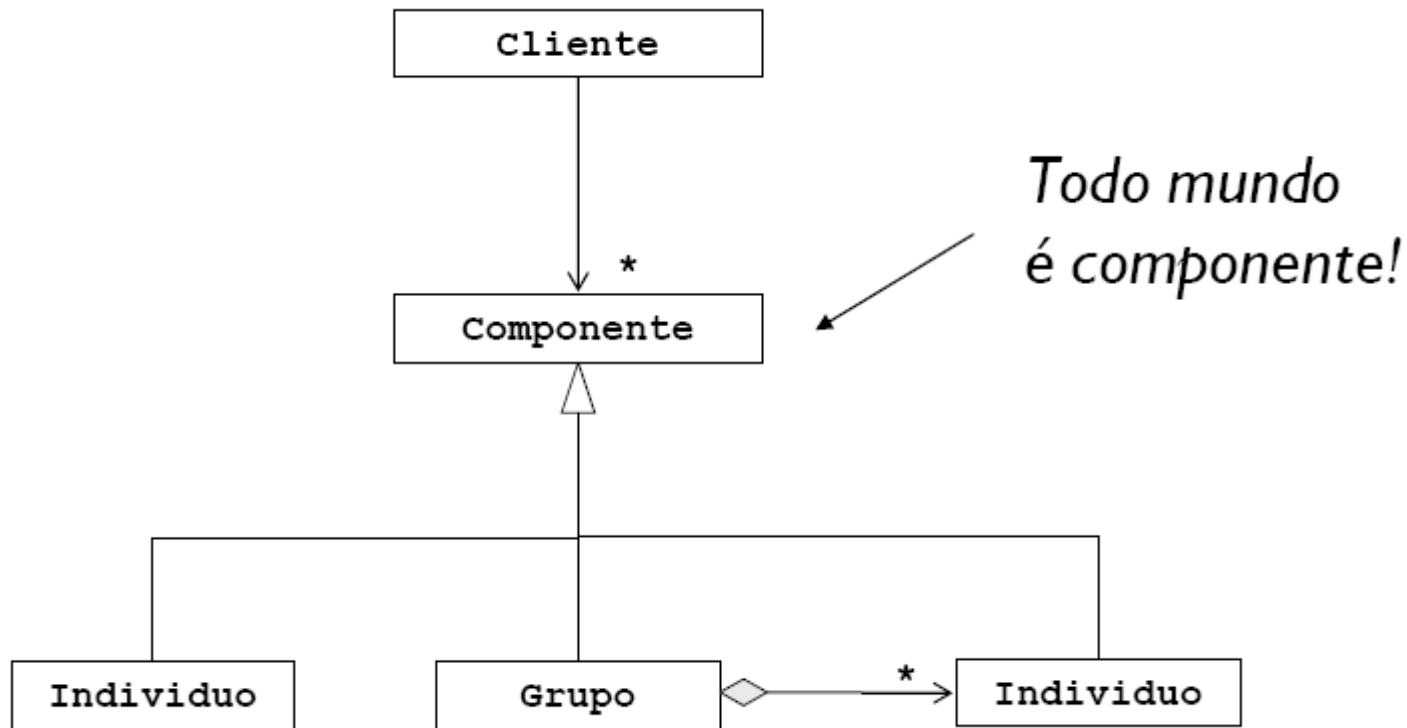 Cliente
Todo mundo
é componente!
*
Componente
Individuo
Grupo
*
Individuo